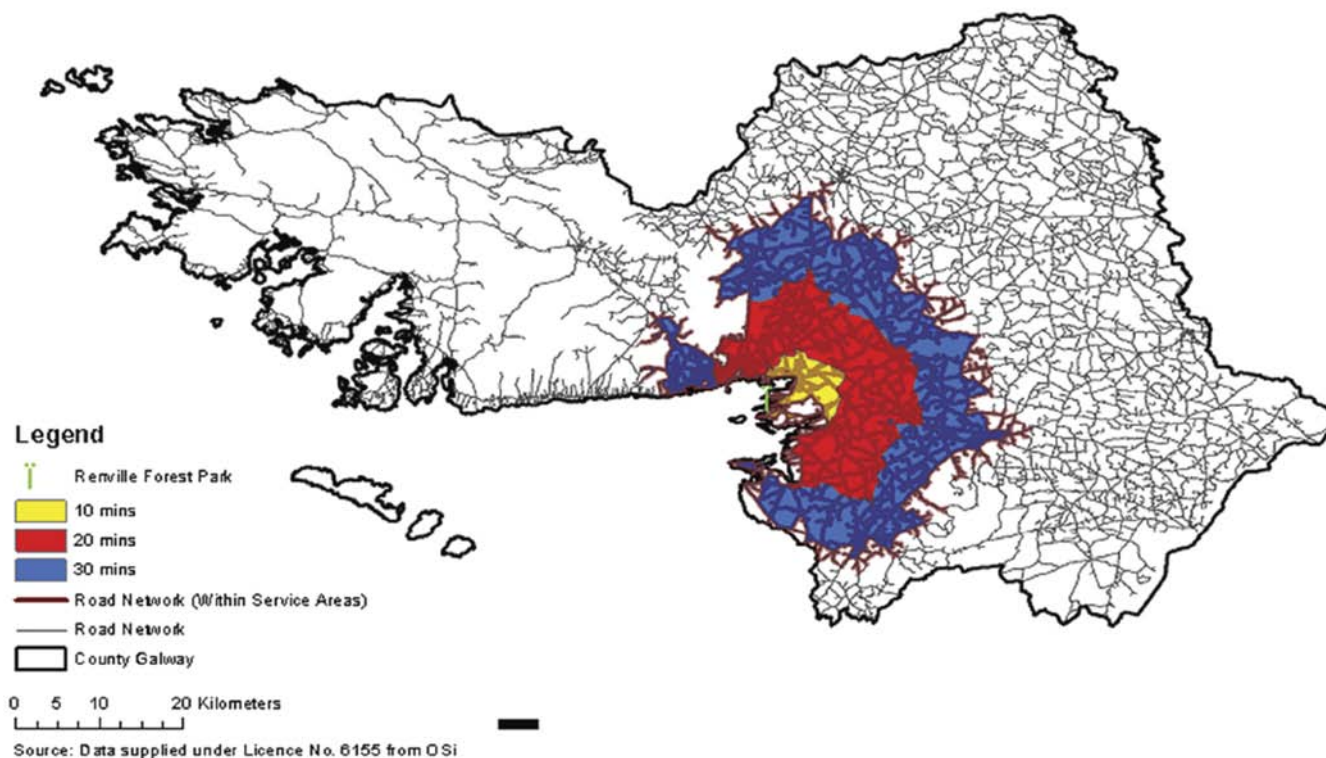 Legend
Renville Forest Park
10 mins
20 mins
30 mins
Road Network (Within Service Areas)
Road Network
County Galway
0 5 10 20 Kilometers
Source: Data supplied under Licence No. 6155 from OSi